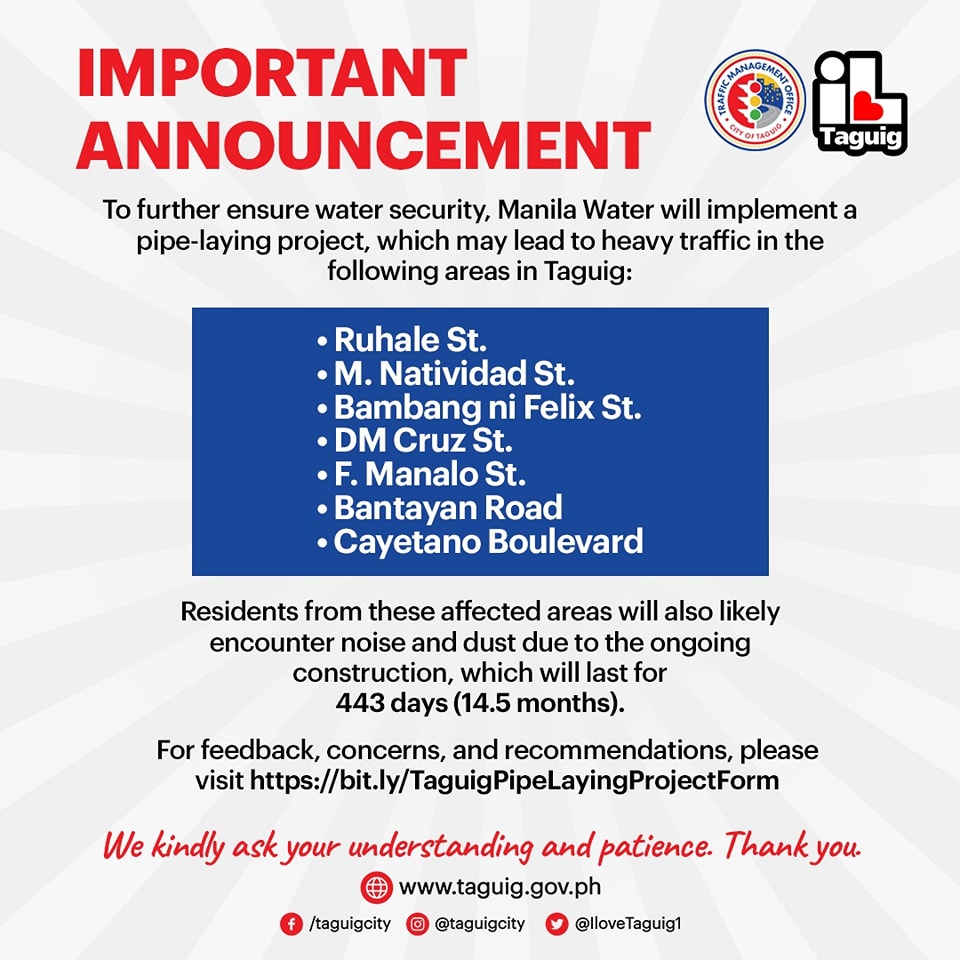 IMPORTANT
ANNOUNCEMENT
TRAFFIC MANAGEMENT OFFICE
CITY OF TAGUIG
iL
Taguig
To further ensure water security, Manila Water will implement a
pipe-laying project, which may lead to heavy traffic in the
following areas in Taguig:
• Ruhale St.
• M. Natividad St.
• Bambang ni Felix St.
• DM Cruz St.
• F. Manalo St.
• Bantayan Road
• Cayetano Boulevard
Residents from these affected areas will also likely
encounter noise and dust due to the ongoing
construction, which will last for
443 days (14.5 months).
For feedback, concerns, and recommendations, please
visit https://bit.ly/TaguigPipeLayingProjectForm
We kindly ask your understanding and patience. Thank you.
www.taguig.gov.ph
/taguigcity @taguigcity @IloveTaguig1